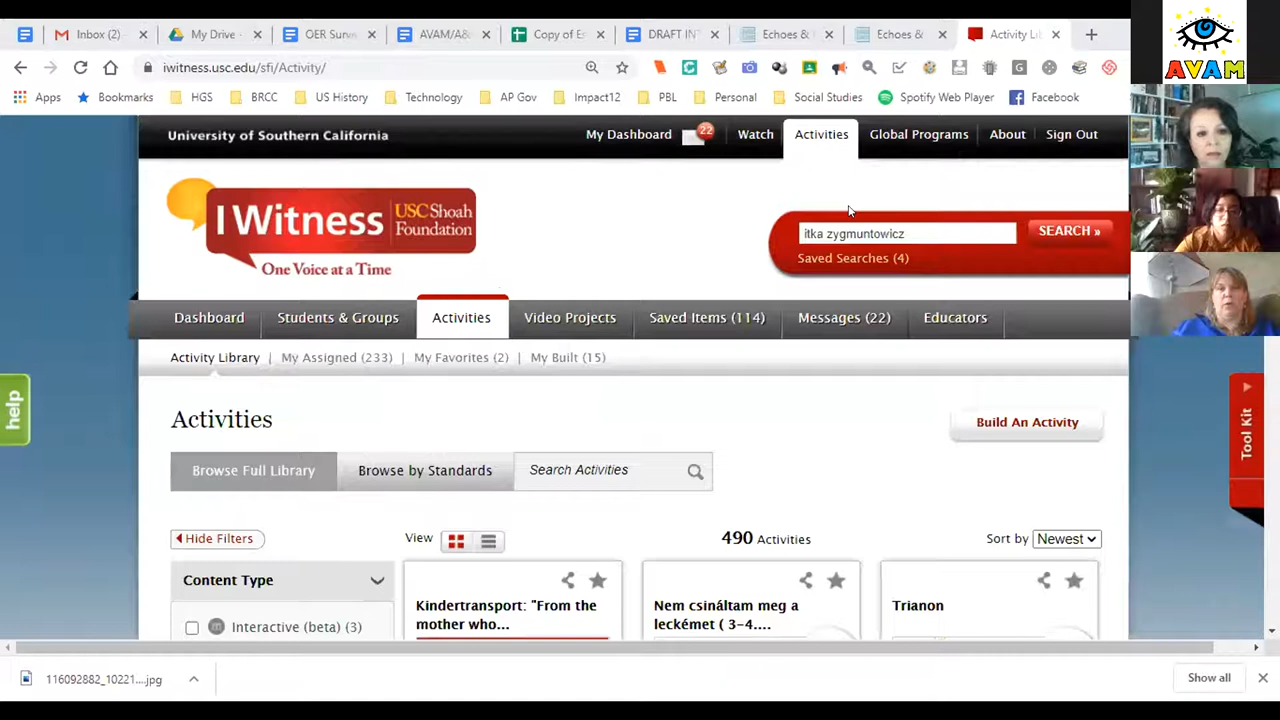 Inbox (2)
My Drive -
OER Surve
AVAM/A&
Copy of E
DRAFT IN
Echoes &
Echoes &
Activity Li
iwitness.usc.edu/sfi/Activity/
Apps
Bookmarks
HGS
BRCC
US History
Technology
AP Gov
Impact12
PBL
Personal
Social Studies
Spotify Web Player
Facebook
AVAM
University of Southern California
My Dashboard
22
Watch
Activities
Global Programs
About
Sign Out
IWitness
USC Shoah
Foundation
One Voice at a Time
itka zygmuntowicz
SEARCH »
Saved Searches (4)
Dashboard
Students & Groups
Activities
Video Projects
Saved Items (114)
Messages (22)
Educators
Activity Library | My Assigned (233) | My Favorites (2) | My Built (15)
help
Tool Kit
Activities
Build An Activity
Browse Full Library
Browse by Standards
Search Activities
Hide Filters
View
490 Activities
Sort by Newest
Content Type
Interactive (beta) (3)
Kindertransport: "From the
mother who...
Nem csináltam meg a
leckémet ( 3-4....
Trianon
116092882_10221....jpg
Show all